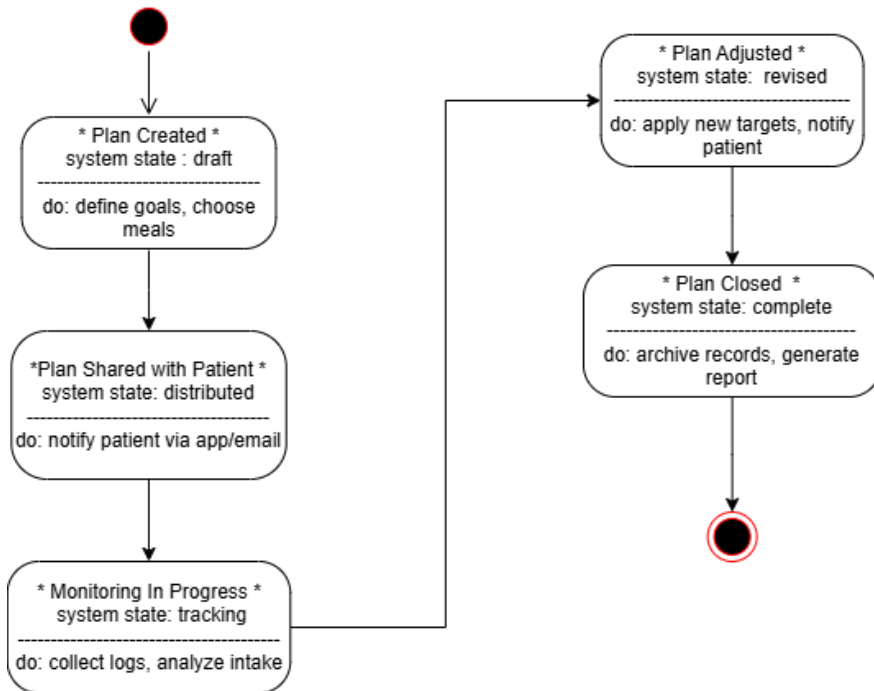 * Plan Created *
system state : draft
---------------------------------
do: define goals, choose
meals
*Plan Shared with Patient *
system state: distributed
-------------------------------------
do: notify patient via app/email
* Monitoring In Progress *
system state: tracking
---------------------------------------
do: collect logs, analyze intake
* Plan Adjusted *
system state:  revised
------------------------------------
do: apply new targets, notify
patient
* Plan Closed  *
system state: complete
--------------------------------------
do: archive records, generate
report